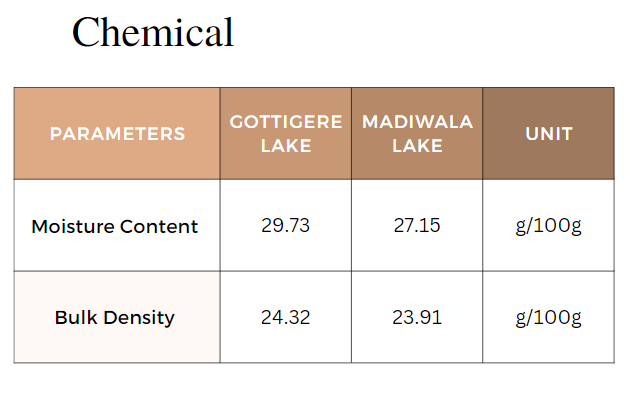 Chemical
PARAMETERS GOTTIGERE LAKE MADIWALA LAKE UNIT
Moisture Content 29.73 27.15 g/100g
Bulk Density 24.32 23.91 g/100g